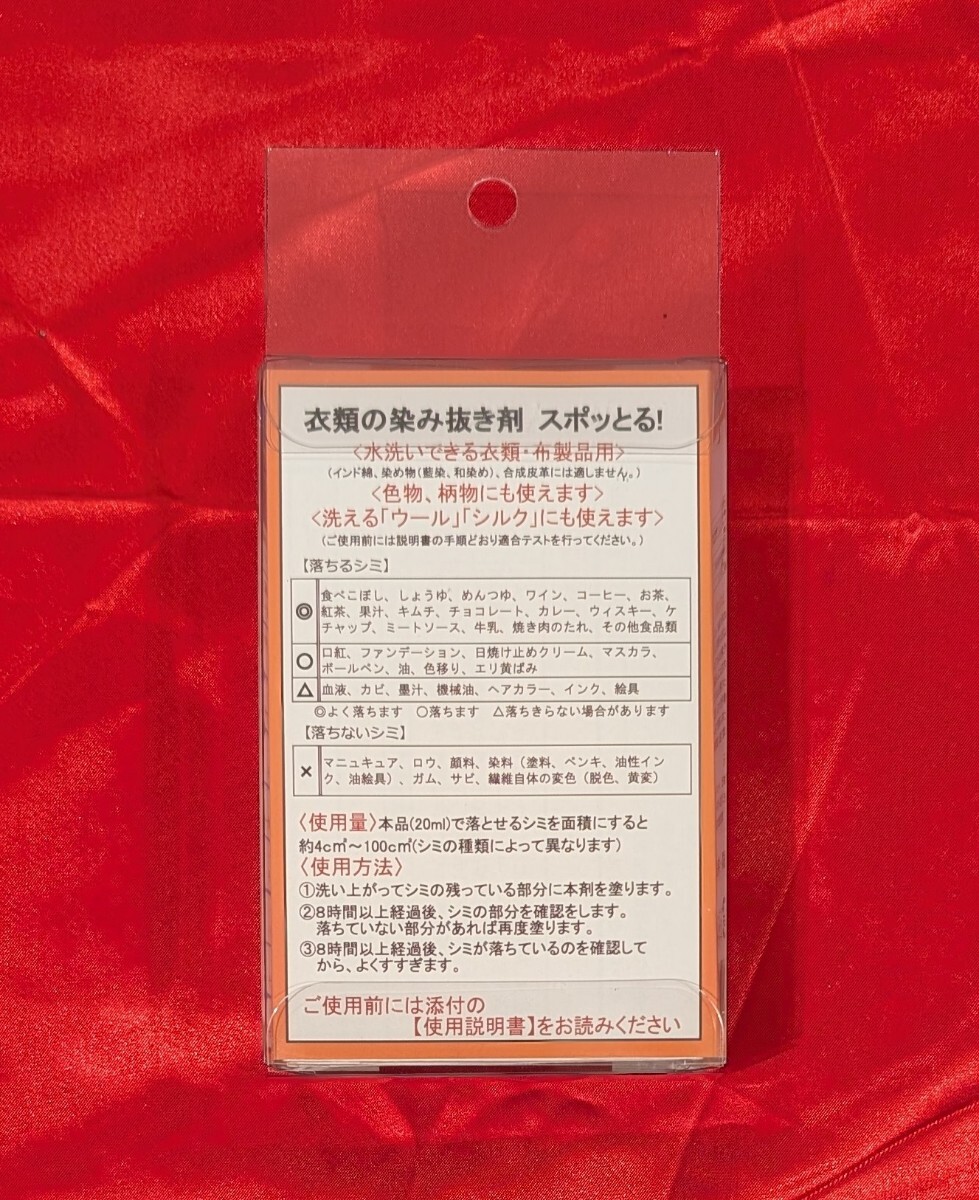 衣類の染み抜き剤 スポッとる!
〈水洗いできる衣類・布製品用〉
(インド綿、染め物(藍染、和染め)、合成皮革には適しません。)
〈色物、柄物にも使えます〉
〈洗える「ウール」「シルク」にも使えます〉
(ご使用前には説明書の手順どおり適合テストを行ってください。)
【落ちるシミ】
◎ 食べこぼし、しょうゆ、めんつゆ、ワイン、コーヒー、お茶、
紅茶、果汁、キムチ、チョコレート、カレー、ウィスキー、ケ
チャップ、ミートソース、牛乳、焼き肉のたれ、その他食品類
○ 口紅、ファンデーション、日焼け止めクリーム、マスカラ、
ボールペン、油、色移り、エリ黄ばみ
△ 血液、カビ、墨汁、機械油、ヘアカラー、インク、絵具
◎よく落ちます ○落ちます △落ちきらない場合があります
【落ちないシミ】
× マニュキュア、ロウ、顔料、染料（塗料、ペンキ、油性イン
ク、油絵具）、ガム、サビ、繊維自体の変色（脱色、黄変）
〈使用量〉本品(20ml)で落とせるシミを面積にすると
約4c㎡〜100c㎡(シミの種類によって異なります)
〈使用方法〉
①洗い上がってシミの残っている部分に本剤を塗ります。
②8時間以上経過後、シミの部分を確認をします。
落ちていない部分があれば再度塗ります。
③8時間以上経過後、シミが落ちているのを確認して
から、よくすすぎます。
ご使用前には添付の
【使用説明書】をお読みください